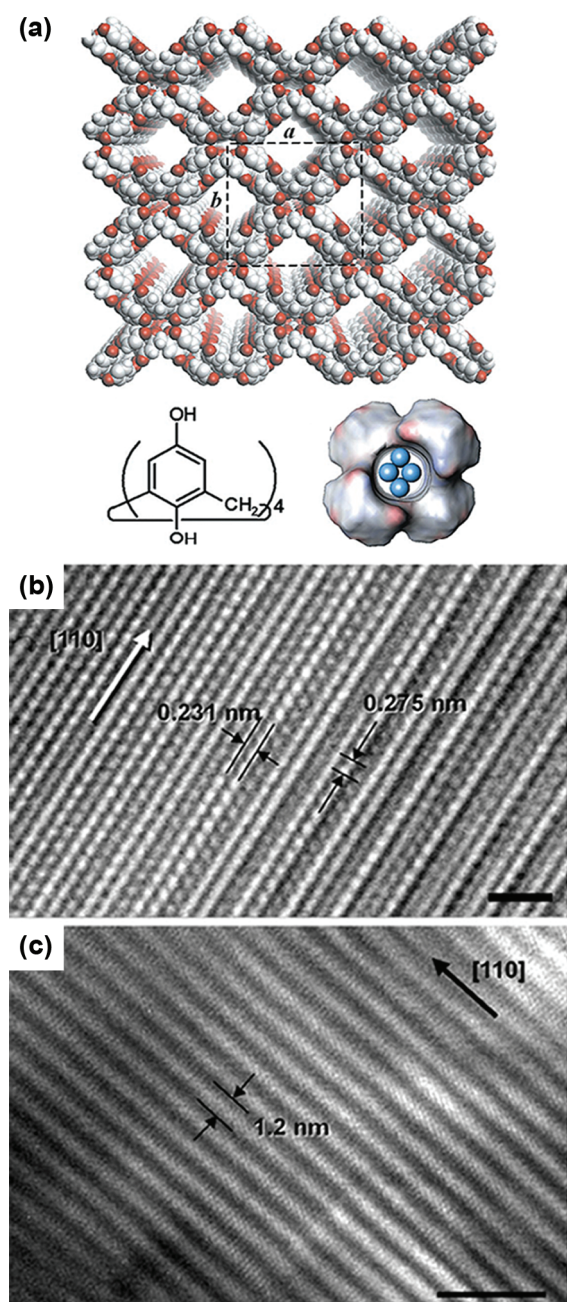 (a)
a
b
OH
CH₂
4
OH
(b)
[110]
0.231 nm
0.275 nm
(c)
[110]
1.2 nm